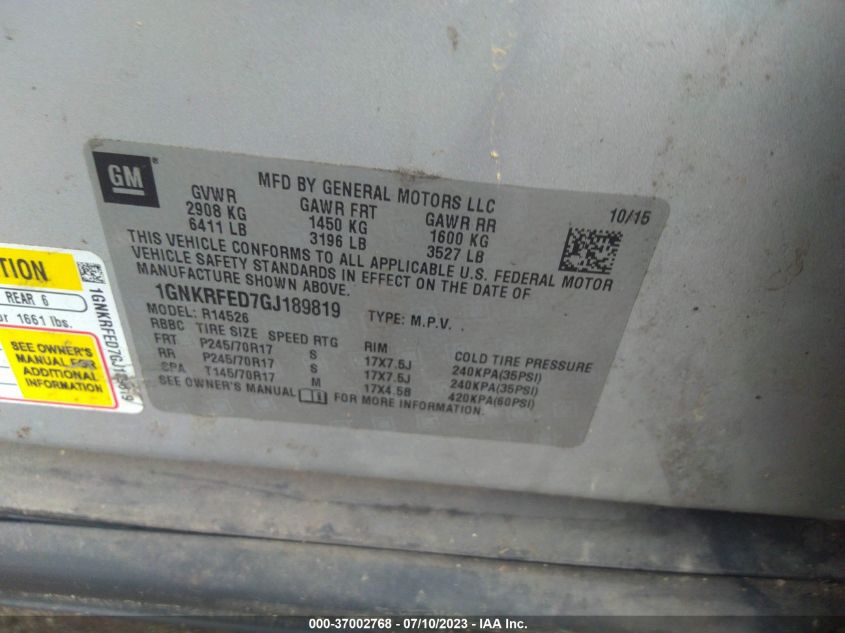 GM
®
MFD BY GENERAL MOTORS LLC
10/15
GVWR GAWR FRT GAWR RR
2908 KG 1450 KG 1600 KG
6411 LB 3196 LB 3527 LB
THIS VEHICLE CONFORMS TO ALL APPLICABLE U.S. FEDERAL MOTOR
VEHICLE SAFETY STANDARDS IN EFFECT ON THE DATE OF
MANUFACTURE SHOWN ABOVE.
1GNKRFED7GJ189819 TYPE: M.P.V.
MODEL: R14526
RBBC TIRE SIZE SPEED RTG RIM COLD TIRE PRESSURE
FRT P245/70R17 S 17X7.5J 240KPA(35PSI)
RR P245/70R17 S 17X7.5J 240KPA(35PSI)
SPA T145/70R17 M 17X4.5B 420KPA(60PSI)
SEE OWNER'S MANUAL FOR MORE INFORMATION.
TION
REAR 6
r 1661 lbs.
SEE OWNER'S
MANUAL FOR
ADDITIONAL
INFORMATION
1GNKRFED7GJ189819
000-37002768 - 07/10/2023 - IAA Inc.